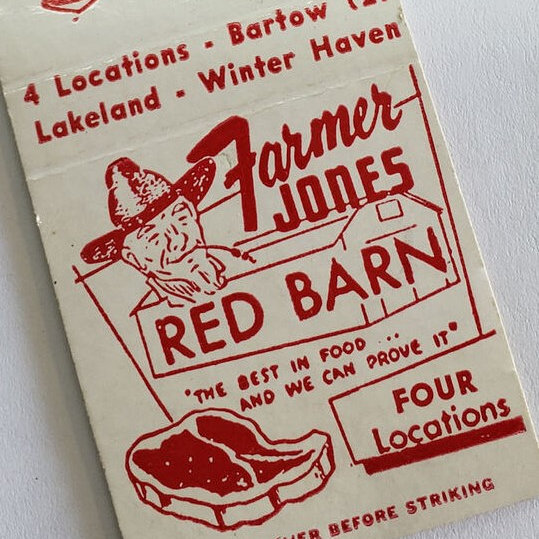 4 Locations - Bartow
Lakeland - Winter Haven
Farmer
JONES
RED BARN
"THE BEST IN FOOD ...
AND WE CAN PROVE IT"
FOUR
Locations
BEFORE STRIKING